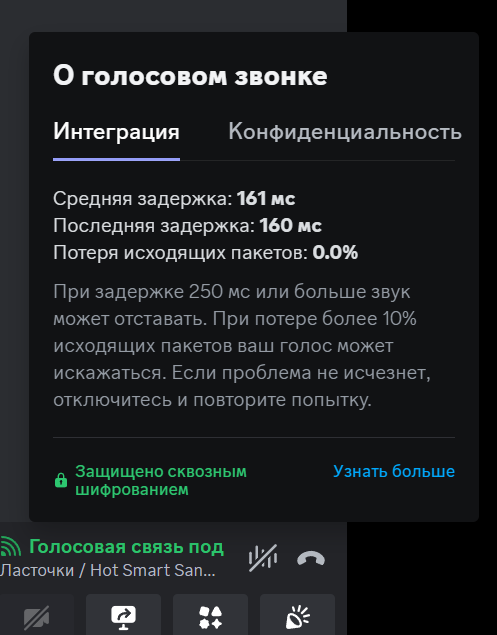 О голосовом звонке
Интеграция Конфиденциальность
Средняя задержка: 161 мс
Последняя задержка: 160 мс
Потеря исходящих пакетов: 0.0%
При задержке 250 мс или больше звук
может отставать. При потере более 10%
исходящих пакетов ваш голос может
искажаться. Если проблема не исчезнет,
отключитесь и повторите попытку.
Защищено сквозным
шифрованием
Узнать больше
Голосовая связь под
Ласточки / Hot Smart San...